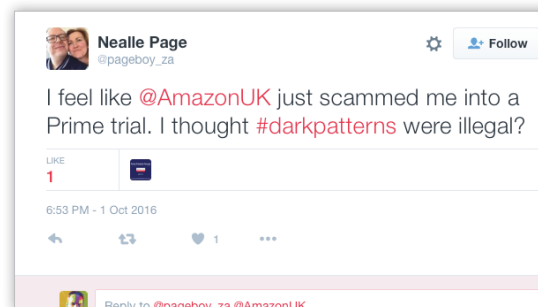 Nealle Page
@pageboy_za
Follow
I feel like @AmazonUK just scammed me into a
Prime trial. I thought #darkpatterns were illegal?
LIKE
1
6:53 PM - 1 Oct 2016
1
Reply to @pageboy_za @AmazonUK